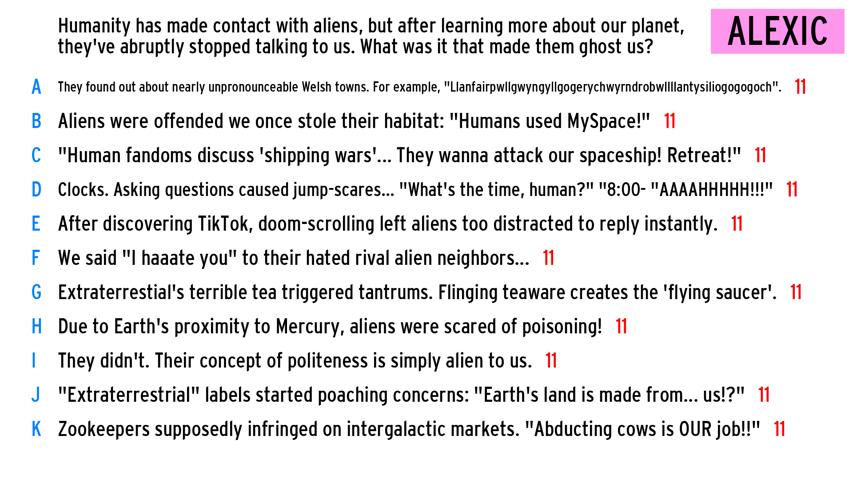 Humanity has made contact with aliens, but after learning more about our planet,
they've abruptly stopped talking to us. What was it that made them ghost us?
ALEXIC
A They found out about nearly unpronounceable Welsh towns. For example, "Llanfairpwllgwyngyllgogerychwyrndrobwllllantysiliogogogoch". 11
B Aliens were offended we once stole their habitat: "Humans used MySpace!" 11
C "Human fandoms discuss 'shipping wars'... They wanna attack our spaceship! Retreat!" 11
D Clocks. Asking questions caused jump-scares... "What's the time, human?" "8:00- "AAAAHHHHH!!!" 11
E After discovering TikTok, doom-scrolling left aliens too distracted to reply instantly. 11
F We said "I haaate you" to their hated rival alien neighbors... 11
G Extraterrestial's terrible tea triggered tantrums. Flinging teaware creates the 'flying saucer'. 11
H Due to Earth's proximity to Mercury, aliens were scared of poisoning! 11
I They didn't. Their concept of politeness is simply alien to us. 11
J "Extraterrestrial" labels started poaching concerns: "Earth's land is made from... us!?" 11
K Zookeepers supposedly infringed on intergalactic markets. "Abducting cows is OUR job!!" 11